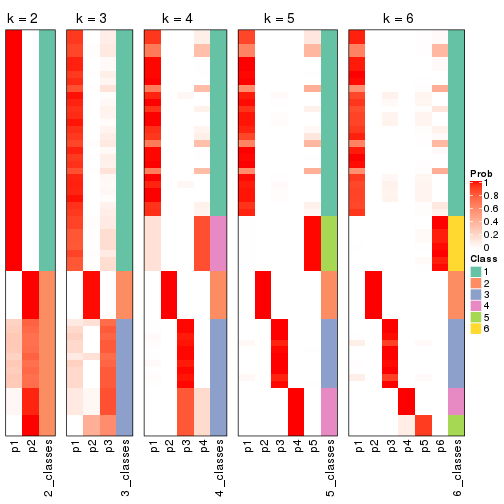 k = 2
k = 3
k = 4
k = 5
k = 6
Prob
1
0.8
0.6
0.4
0.2
0
Class
1
2
3
4
5
6
p1
p2
2_classes
p1
p2
p3
3_classes
p1
p2
p3
p4
4_classes
p1
p2
p3
p4
p5
5_classes
p1
p2
p3
p4
p5
p6
6_classes